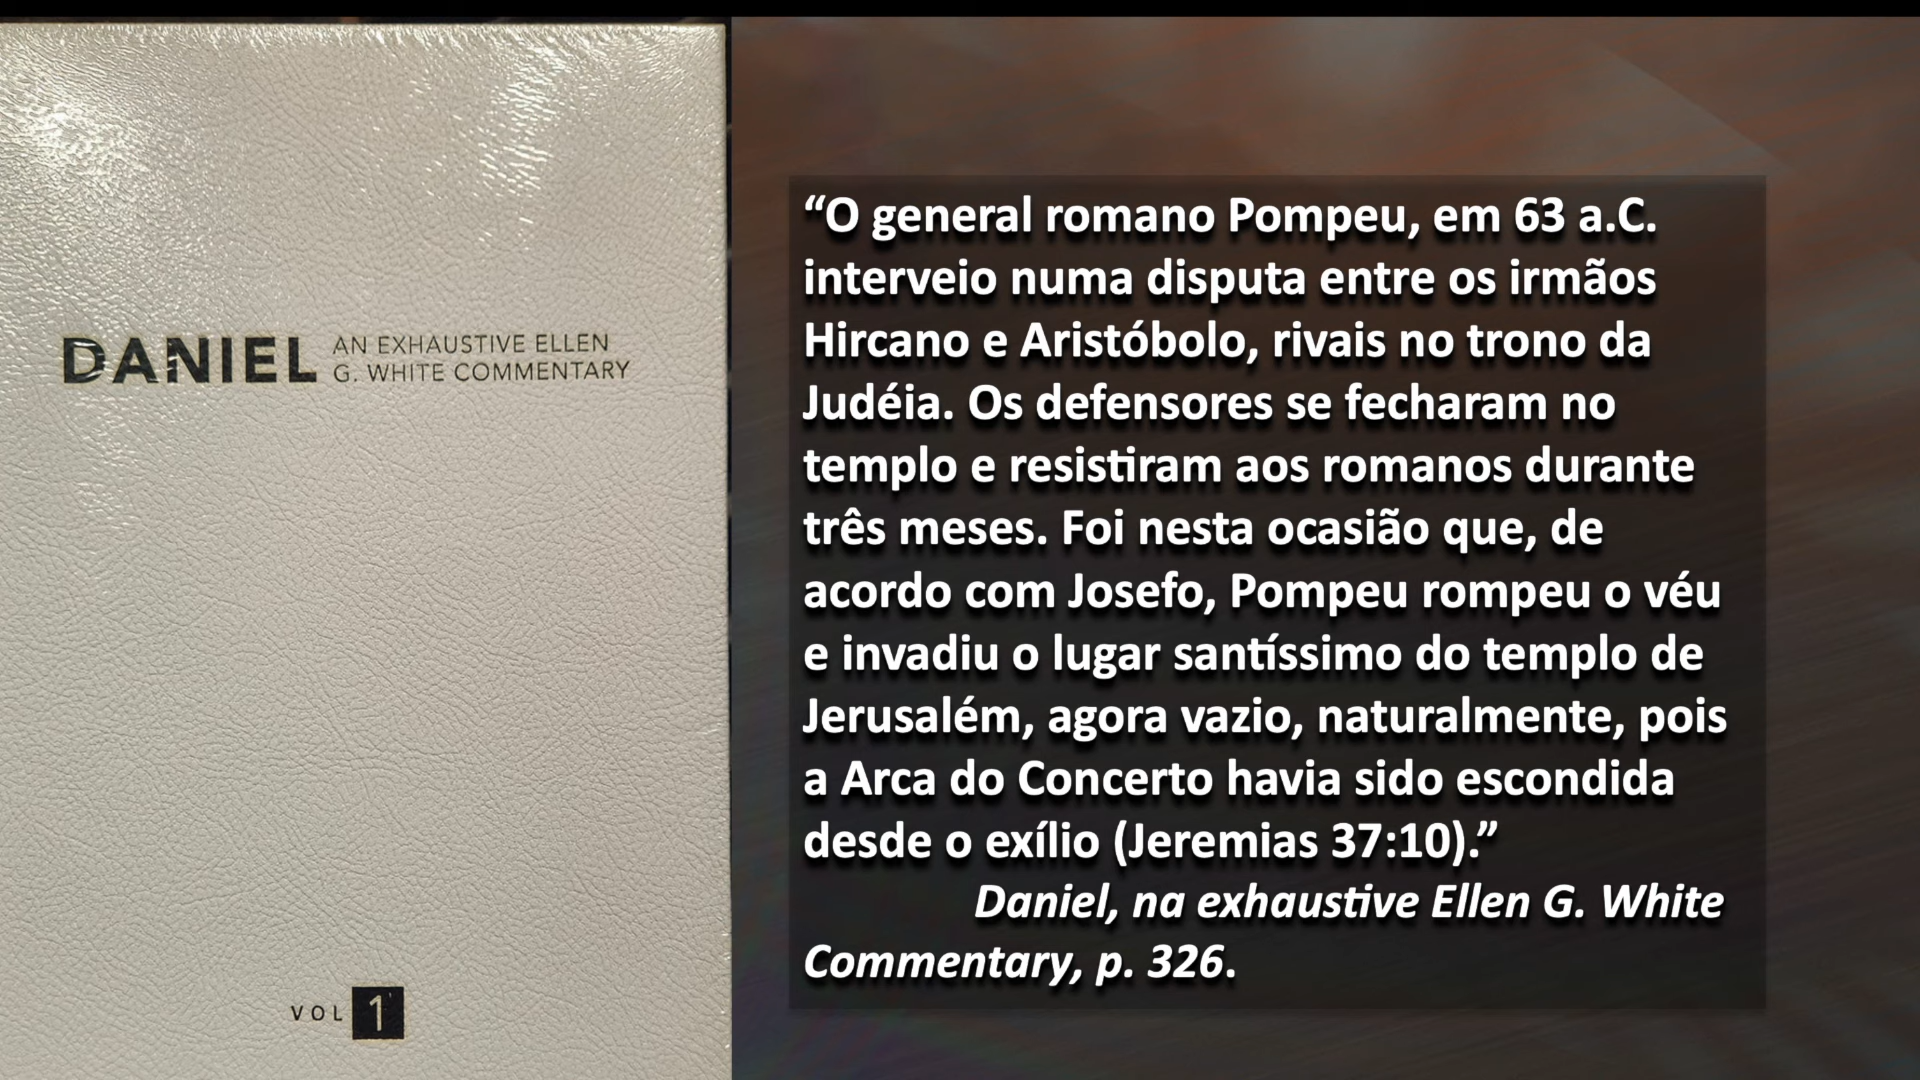 DANIEL
AN EXHAUSTIVE ELLEN
G. WHITE COMMENTARY
VOL 1
“O general romano Pompeu, em 63 a.C.
interveio numa disputa entre os irmãos
Hircano e Aristóbolo, rivais no trono da
Judéia. Os defensores se fecharam no
templo e resistiram aos romanos durante
três meses. Foi nesta ocasião que, de
acordo com Josefo, Pompeu rompeu o véu
e invadiu o lugar santíssimo do templo de
Jerusalém, agora vazio, naturalmente, pois
a Arca do Concerto havia sido escondida
desde o exílio (Jeremias 37:10).”
Daniel, na exhaustive Ellen G. White
Commentary, p. 326.